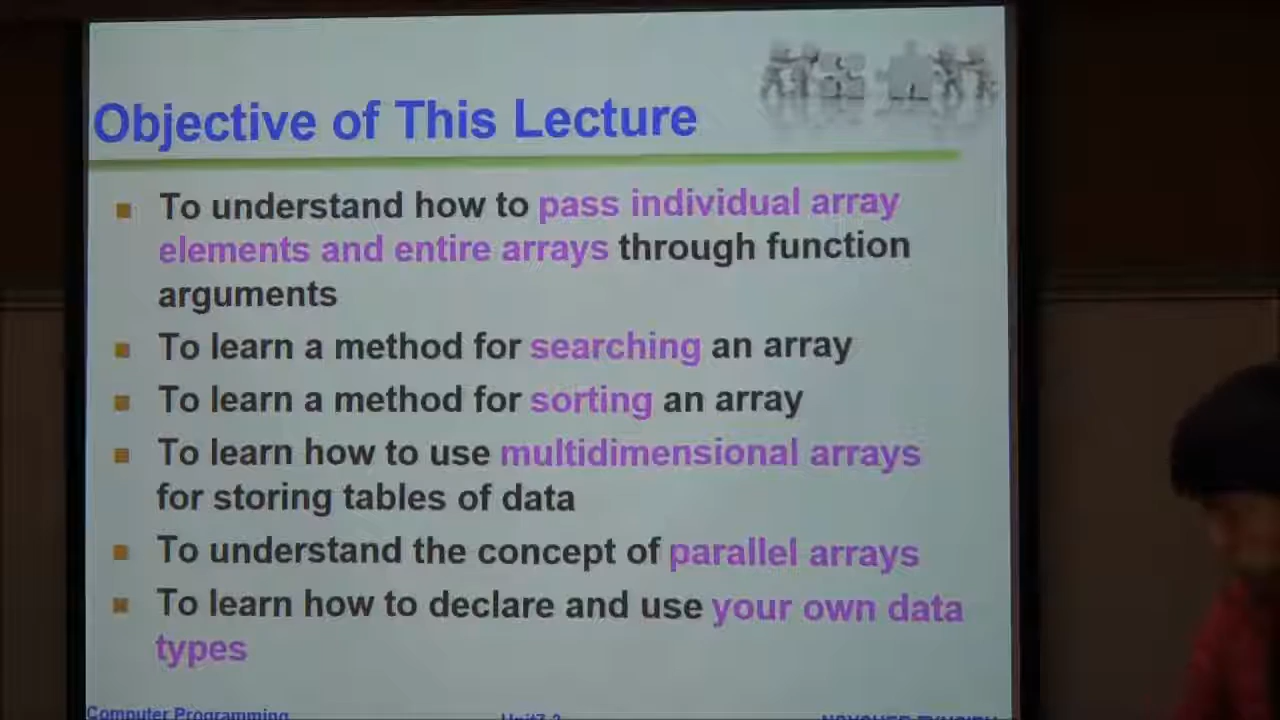 Objective of This Lecture
To understand how to pass individual array
elements and entire arrays through function
arguments
To learn a method for searching an array
To learn a method for sorting an array
To learn how to use multidimensional arrays
for storing tables of data
To understand the concept of parallel arrays
To learn how to declare and use your own data
types
Computer Programming